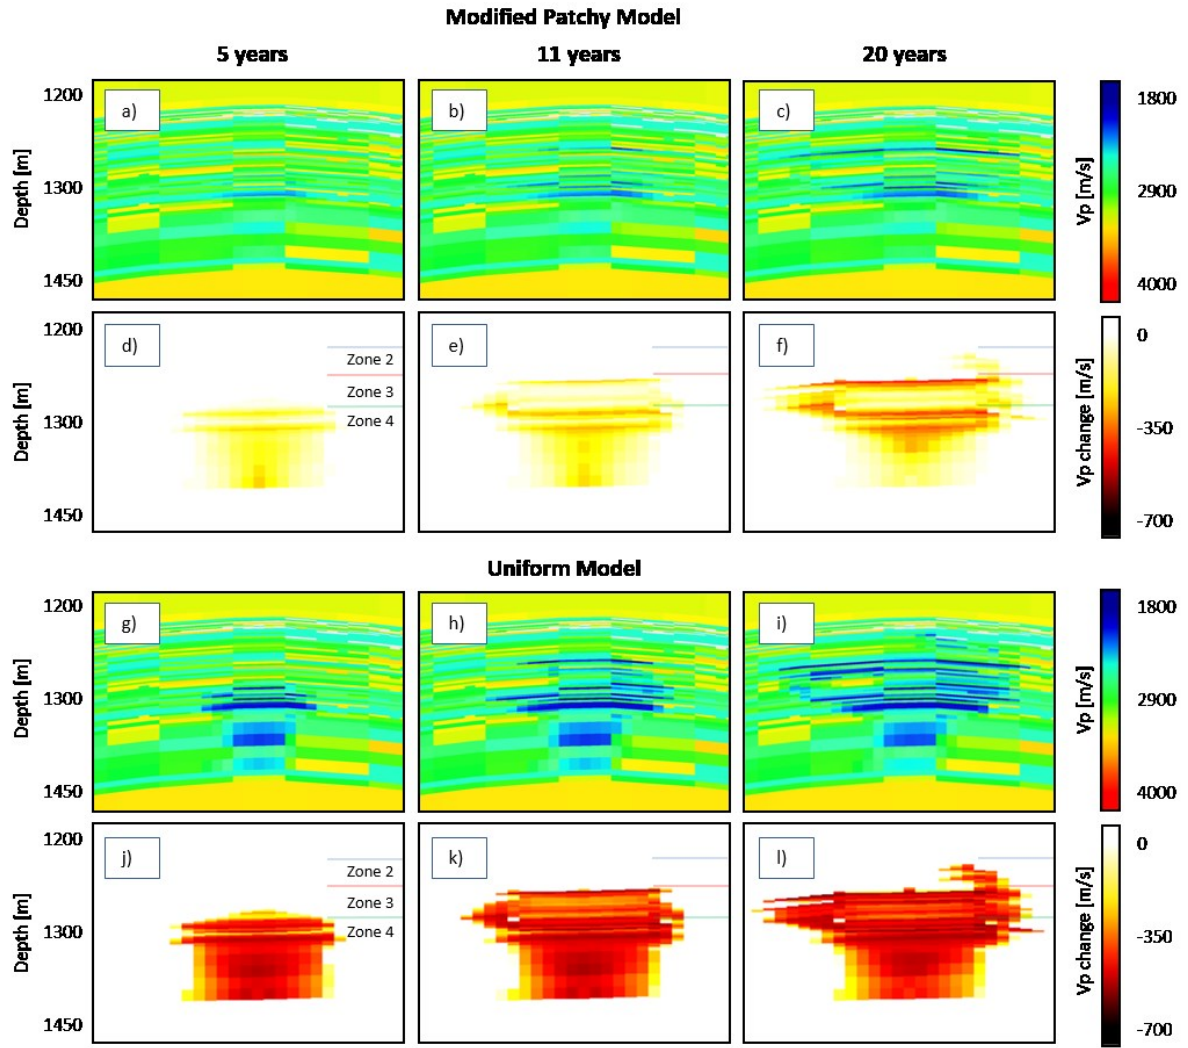 Modified Patchy Model
5 years 11 years 20 years
1200
a) b) c)
1800
Depth [m]
1300
Vp [m/s]
2900
1450
4000
1200
d) e) f)
0
Zone 2
Zone 3
Zone 4
Depth [m]
1300
Vp change [m/s]
-350
1450
-700
Uniform Model
1200
g) h) i)
1800
Depth [m]
1300
Vp [m/s]
2900
1450
4000
1200
j) k) l)
0
Zone 2
Zone 3
Zone 4
Depth [m]
1300
Vp change [m/s]
-350
1450
-700